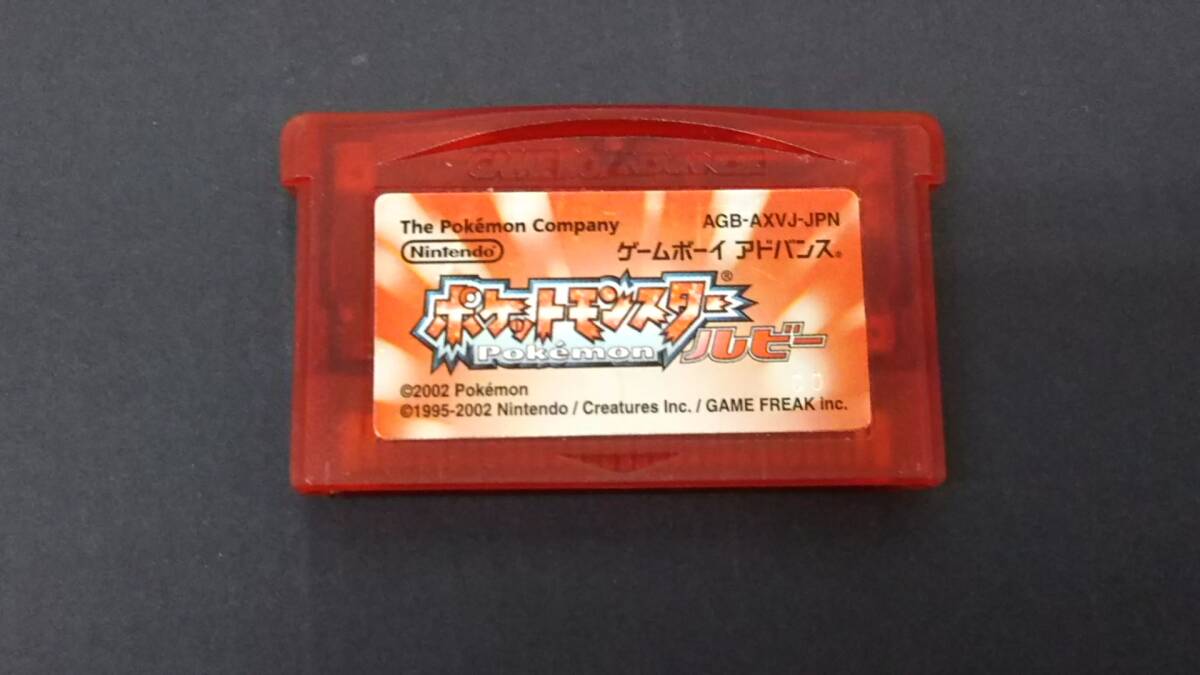 GAME BOY ADVANCE
The Pokémon Company AGB-AXVJ-JPN
Nintendo ゲームボーイ アドバンス®
ポケットモンスター®
Pokémon ルビー
©2002 Pokémon
©1995-2002 Nintendo / Creatures Inc. / GAME FREAK inc.